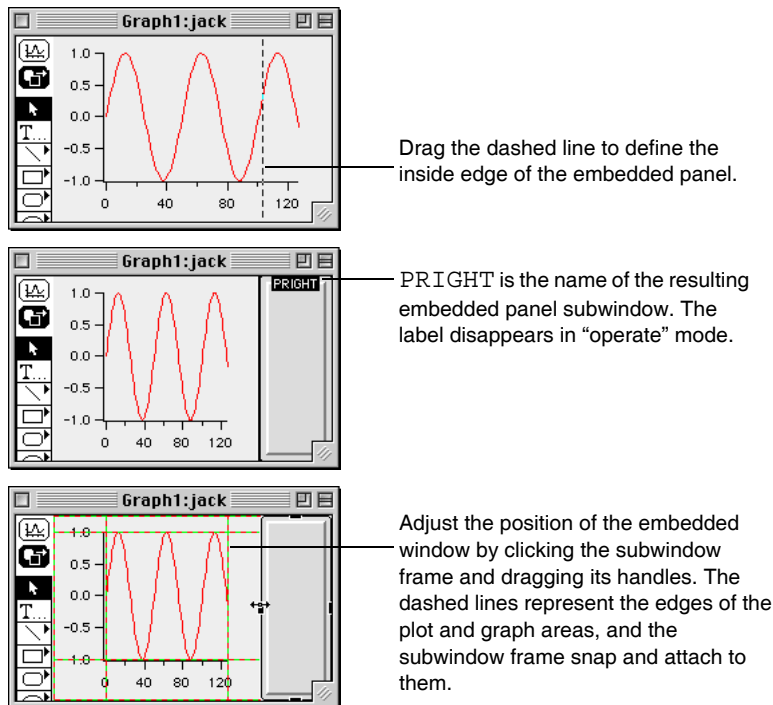 Graph1:jack
1.0
0.5
0.0
-0.5
-1.0
0 40 80 120
T...
Drag the dashed line to define the
inside edge of the embedded panel.
Graph1:jack
PRIGHT
1.0
0.5
0.0
-0.5
-1.0
0 40 80 120
T...
PRIGHT is the name of the resulting
embedded panel subwindow. The
label disappears in “operate” mode.
Graph1:jack
1.0
0.5
0.0
-0.5
-1.0
0 40 80 120
T...
Adjust the position of the embedded
window by clicking the subwindow
frame and dragging its handles. The
dashed lines represent the edges of the
plot and graph areas, and the
subwindow frame snap and attach to
them.